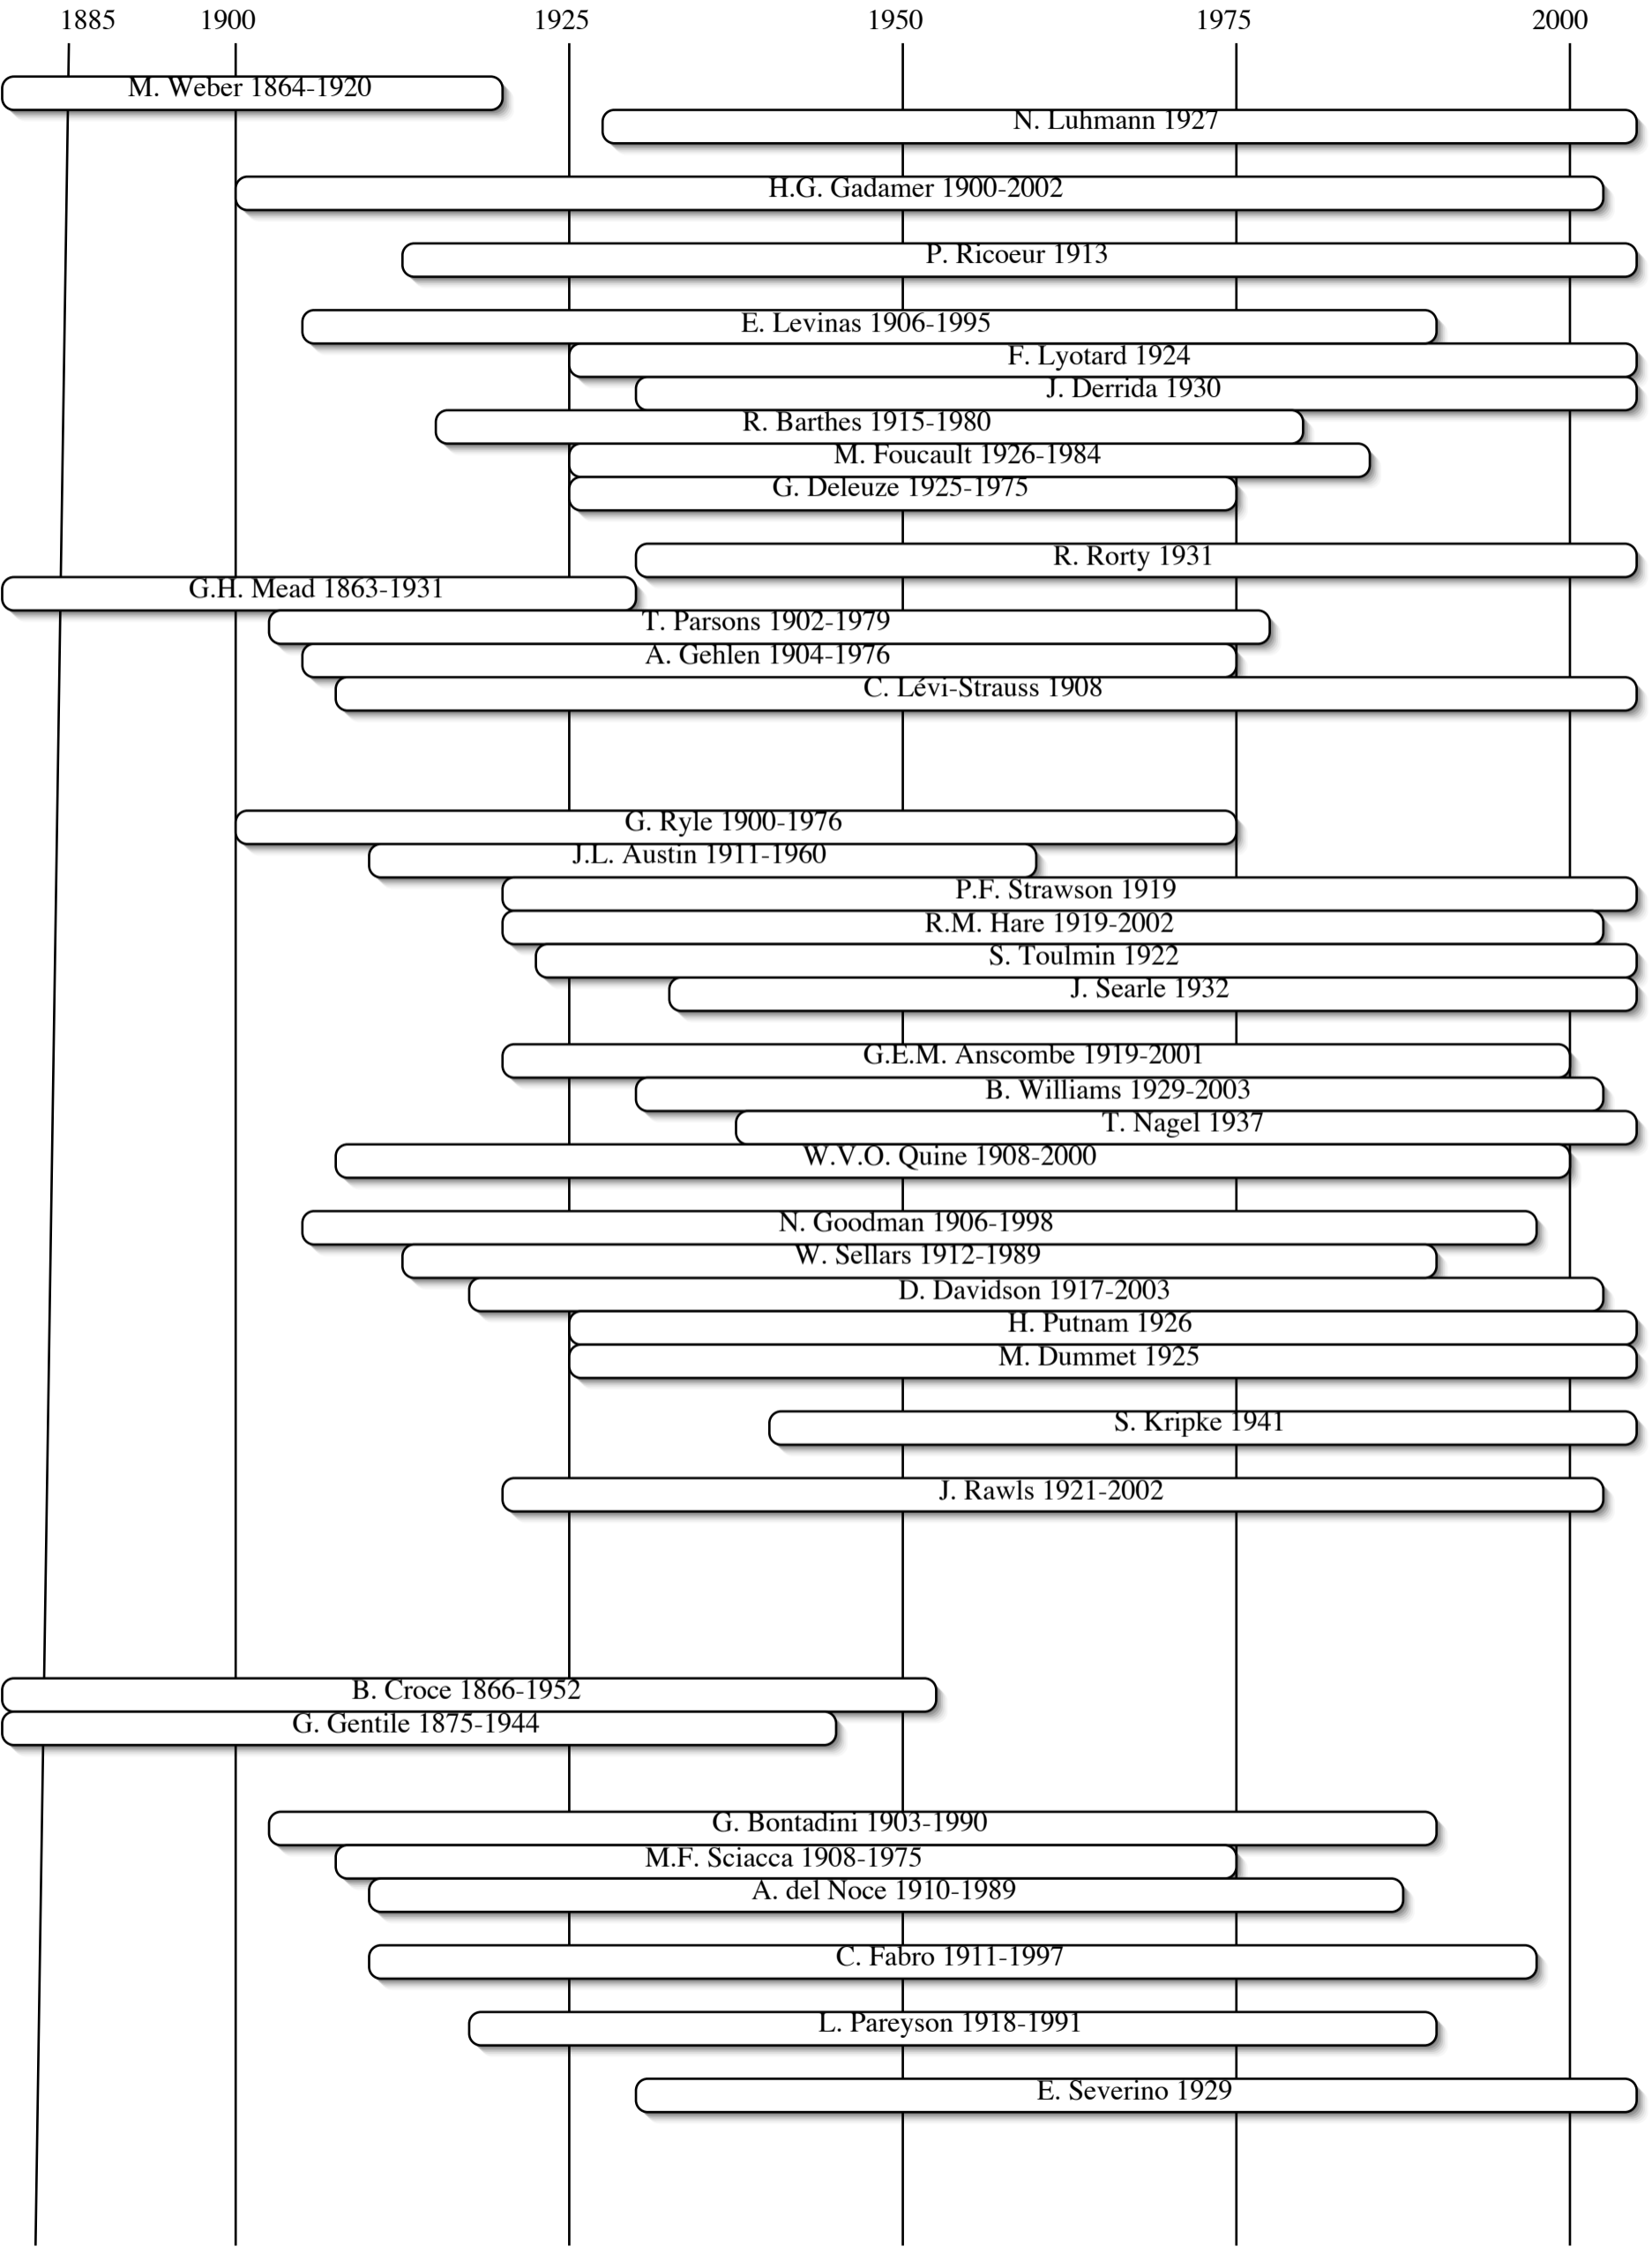 1885 1900 1925 1950 1975 2000
M. Weber 1864-1920
N. Luhmann 1927
H.G. Gadamer 1900-2002
P. Ricoeur 1913
E. Levinas 1906-1995
F. Lyotard 1924
J. Derrida 1930
R. Barthes 1915-1980
M. Foucault 1926-1984
G. Deleuze 1925-1975
R. Rorty 1931
G.H. Mead 1863-1931
T. Parsons 1902-1979
A. Gehlen 1904-1976
C. Lévi-Strauss 1908
G. Ryle 1900-1976
J.L. Austin 1911-1960
P.F. Strawson 1919
R.M. Hare 1919-2002
S. Toulmin 1922
J. Searle 1932
G.E.M. Anscombe 1919-2001
B. Williams 1929-2003
T. Nagel 1937
W.V.O. Quine 1908-2000
N. Goodman 1906-1998
W. Sellars 1912-1989
D. Davidson 1917-2003
H. Putnam 1926
M. Dummet 1925
S. Kripke 1941
J. Rawls 1921-2002
B. Croce 1866-1952
G. Gentile 1875-1944
G. Bontadini 1903-1990
M.F. Sciacca 1908-1975
A. del Noce 1910-1989
C. Fabro 1911-1997
L. Pareyson 1918-1991
E. Severino 1929